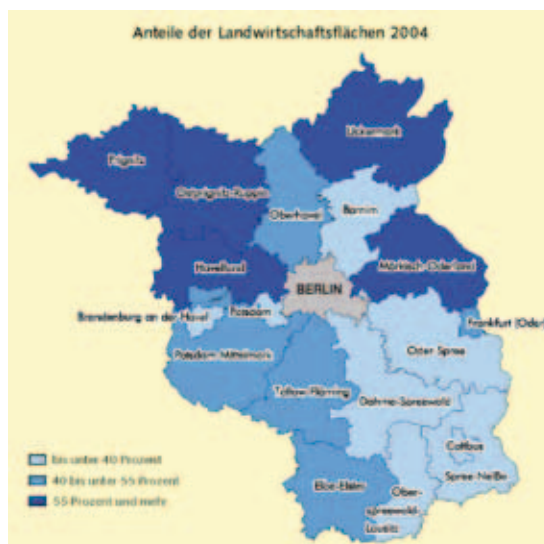 Anteile der Landwirtschaftsflächen 2004
Uckermark
Prignitz
Ostprignitz-Ruppin
Oberhavel
Barnim
Havelland
Märkisch-Oderland
BERLIN
Brandenburg an der Havel
Potsdam
Frankfurt (Oder)
Potsdam-Mittelmark
Oder-Spree
Teltow-Fläming
Dahme-Spreewald
Cottbus
Elbe-Elster
Ober-
spreewald-
Lausitz
Spree-Neiße
bis unter 40 Prozent
40 bis unter 55 Prozent
55 Prozent und mehr